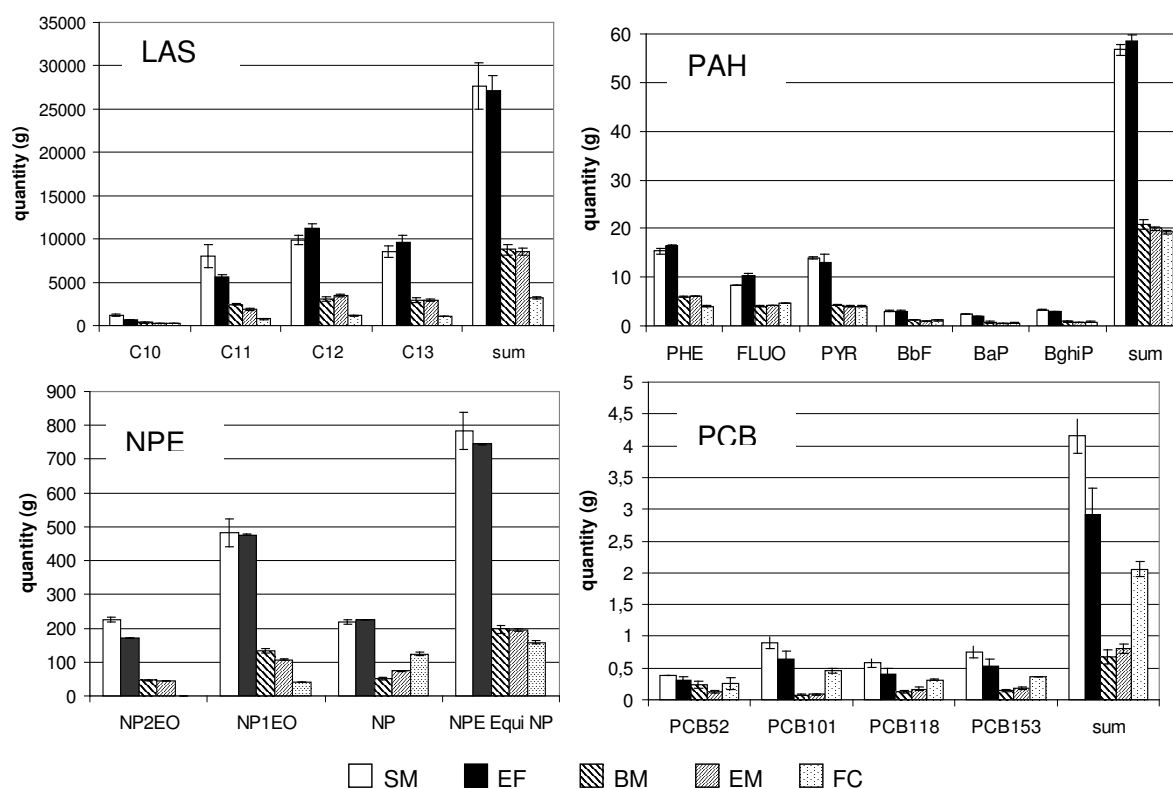 LAS
quantity (g)
35000
30000
25000
20000
15000
10000
5000
0
C10 C11 C12 C13 sum
PAH
quantity (g)
60
50
40
30
20
10
0
PHE FLUO PYR BbF BaP BghiP sum
NPE
quantity (g)
900
800
700
600
500
400
300
200
100
0
NP2EO NP1EO NP NPE Equi NP
PCB
quantity (g)
5
4,5
4
3,5
3
2,5
2
1,5
1
0,5
0
PCB52 PCB101 PCB118 PCB153 sum
SM EF BM EM FC